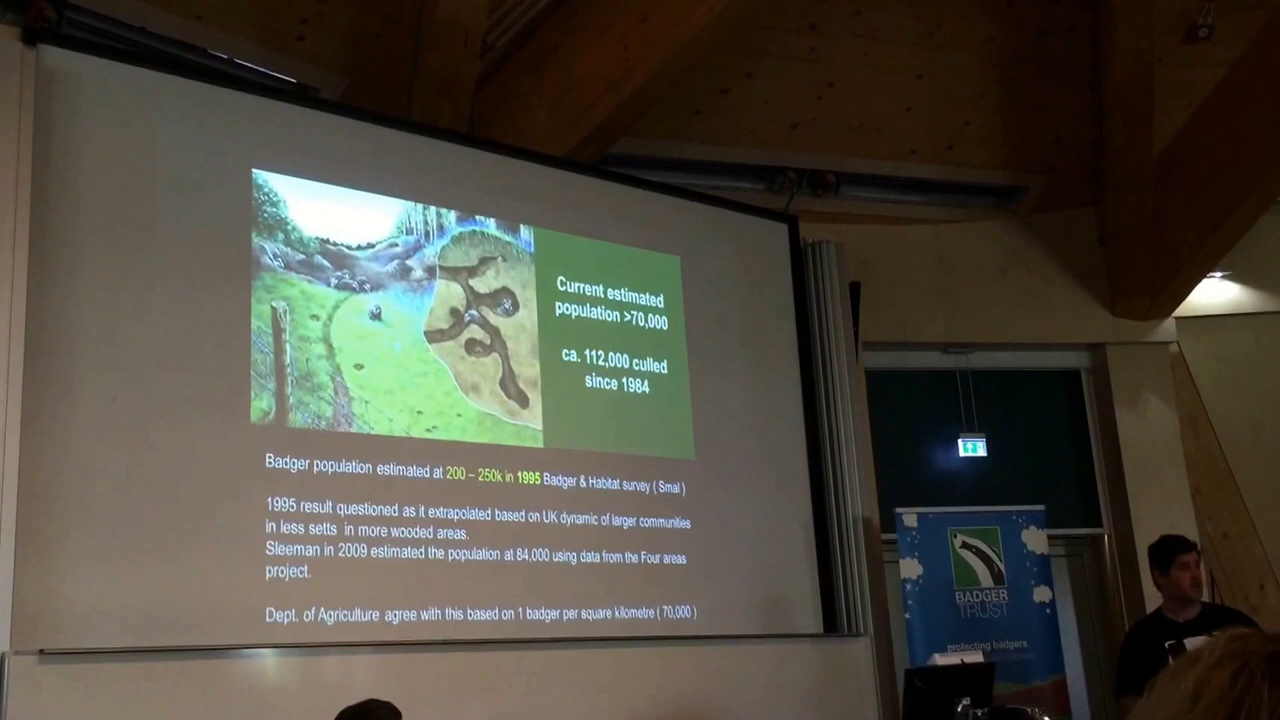 Current estimated
population >70,000
ca. 112,000 culled
since 1984
Badger population estimated at 200 – 250k in 1995 Badger & Habitat survey ( Smal )
1995 result questioned as it extrapolated based on UK dynamic of larger communities
in less setts in more wooded areas.
Sleeman in 2009 estimated the population at 84,000 using data from the Four areas
project.
Dept. of Agriculture agree with this based on 1 badger per square kilometre ( 70,000 )
BADGER
TRUST
protecting badgers